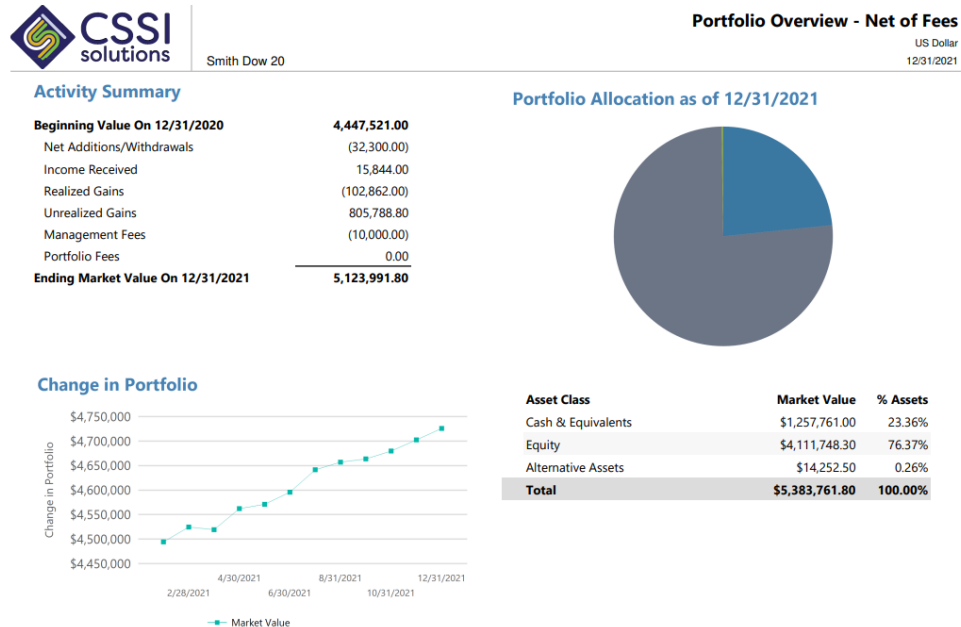 CSSI
solutions
Smith Dow 20
Portfolio Overview - Net of Fees
US Dollar
12/31/2021
Activity Summary
Beginning Value On 12/31/2020 4,447,521.00
Net Additions/Withdrawals (32,300.00)
Income Received 15,844.00
Realized Gains (102,862.00)
Unrealized Gains 805,788.80
Management Fees (10,000.00)
Portfolio Fees 0.00
Ending Market Value On 12/31/2021 5,123,991.80
Portfolio Allocation as of 12/31/2021
Change in Portfolio
Change in Portfolio
$4,750,000
$4,700,000
$4,650,000
$4,600,000
$4,550,000
$4,500,000
$4,450,000
4/30/2021 8/31/2021 12/31/2021
2/28/2021 6/30/2021 10/31/2021
Market Value
Asset Class Market Value % Assets
Cash & Equivalents $1,257,761.00 23.36%
Equity $4,111,748.30 76.37%
Alternative Assets $14,252.50 0.26%
Total $5,383,761.80 100.00%